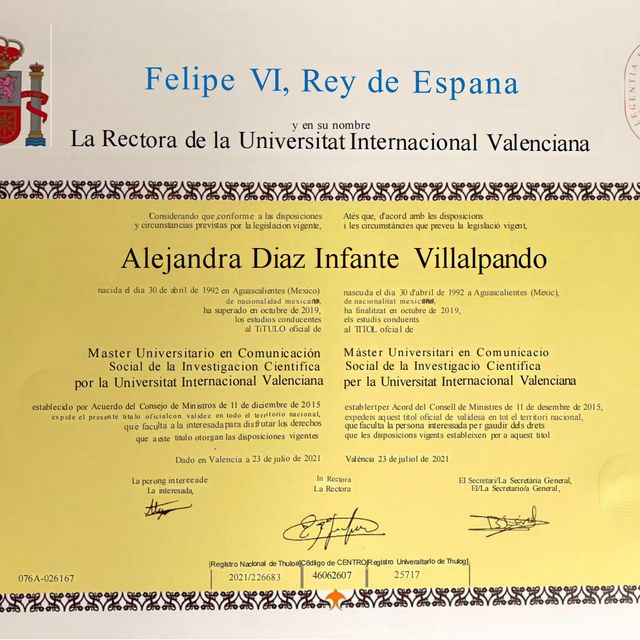 Felipe VI, Rey de Espana
y en su nombre
La Rectora de la Universitat Internacional Valenciana
Considerando que,conforme a las disposiciones
y circunstancias previstas por la legislacion vigente,
Atés que, d'acord amb les disposicions
i les circumstàncies que preveu la legislació vigent,
Alejandra Diaz Infante Villalpando
nacida el dia 30 de abril de 1992 en Aguascalientes (Mexico)
de nacionalidad mexicana,
ha superado en octubre de 2019,
los estudios conducentes
al TiTULO oficial de
nascuda el dia 30 d'abril de 1992 a Aguascalientes (Mexic),
de nacionalitat
ha finalitzat en octubre de 2019,
els estudis conduents
al TITOL oficial de
Master Universitario en Comunicación
Social de la Investigacion Cientifica
por la Universitat Internacional Valenciana
Màster Universitari en Comunicacio
Social de la Investigacio Cientifica
per la Universitat Internacional Valenciana
establecido por Acuerdo del Consejo de Ministros de 11 de diciembre de 2015
expide el presente titulo oficialcon validez en todo el territorio nacional,
que faculta a la interesada para disfrutar los derechos
que a este titulo otorgan las disposiciones vigentes
establertper Acord del Consell de Ministres de 11 de desembre de 2015,
expedeix aquest titol oficial de validesa en tot el territori nacional,
que faculta la persona interessada per gaudir dels drets
que les disposicions vigents estableixen per a aquest titol
Dado en Valencia a 23 de julio de 2021
València 23 de juliol de 2021
La pcrong intereeade
La interesada,
In Rectora
La Rectora
El Secretari/La Secretària General,
El/La Secretario/a General,
076A-026167
Registro Nacional de Thuloa
2021/226683
Código de CENTRO
46062607
Registro Universitario de Thulog
25717